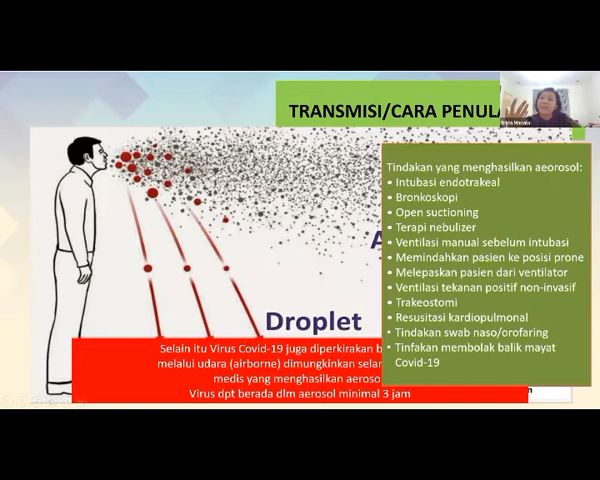 TRANSMISI/CARA PENULA
Tindakan yang menghasilkan aeorosol:
• Intubasi endotrakeal
• Bronkoskopi
• Open suctioning
• Terapi nebulizer
• Ventilasi manual sebelum intubasi
• Memindahkan pasien ke posisi prone
• Melepaskan pasien dari ventilator
• Ventilasi tekanan positif non-invasif
• Trakeostomi
• Resusitasi kardiopulmonal
• Tindakan swab naso/orofaring
• Tinfakan membolak balik mayat
Covid-19
A
Droplet
Selain itu Virus Covid-19 juga diperkirakan b
melalui udara (airborne) dimungkinkan selam
medis yang menghasilkan aeroso
Virus dpt berada dlm aerosol minimal 3 jam